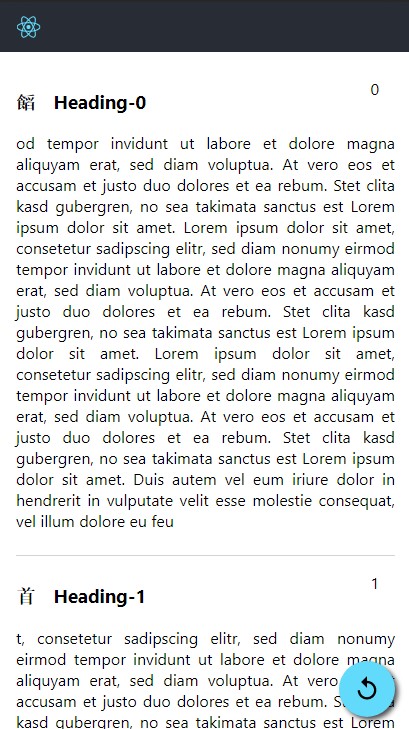 0
饀 Heading-0
od tempor invidunt ut labore et dolore magna
aliquyam erat, sed diam voluptua. At vero eos et
accusam et justo duo dolores et ea rebum. Stet clita
kasd gubergren, no sea takimata sanctus est Lorem
ipsum dolor sit amet. Lorem ipsum dolor sit amet,
consetetur sadipscing elitr, sed diam nonumy eirmod
tempor invidunt ut labore et dolore magna aliquyam
erat, sed diam voluptua. At vero eos et accusam et
justo duo dolores et ea rebum. Stet clita kasd
gubergren, no sea takimata sanctus est Lorem ipsum
dolor sit amet. Lorem ipsum dolor sit amet,
consetetur sadipscing elitr, sed diam nonumy eirmod
tempor invidunt ut labore et dolore magna aliquyam
erat, sed diam voluptua. At vero eos et accusam et
justo duo dolores et ea rebum. Stet clita kasd
gubergren, no sea takimata sanctus est Lorem ipsum
dolor sit amet. Duis autem vel eum iriure dolor in
hendrerit in vulputate velit esse molestie consequat,
vel illum dolore eu feu
1
首 Heading-1
t, consetetur sadipscing elitr, sed diam nonumy
eirmod tempor invidunt ut labore et dolore magna
aliquyam erat, sed diam voluptua. At vero
accusam et justo duo dolores et ea rebum.
kasd gubergren, no sea takimata sanctus est Lorem